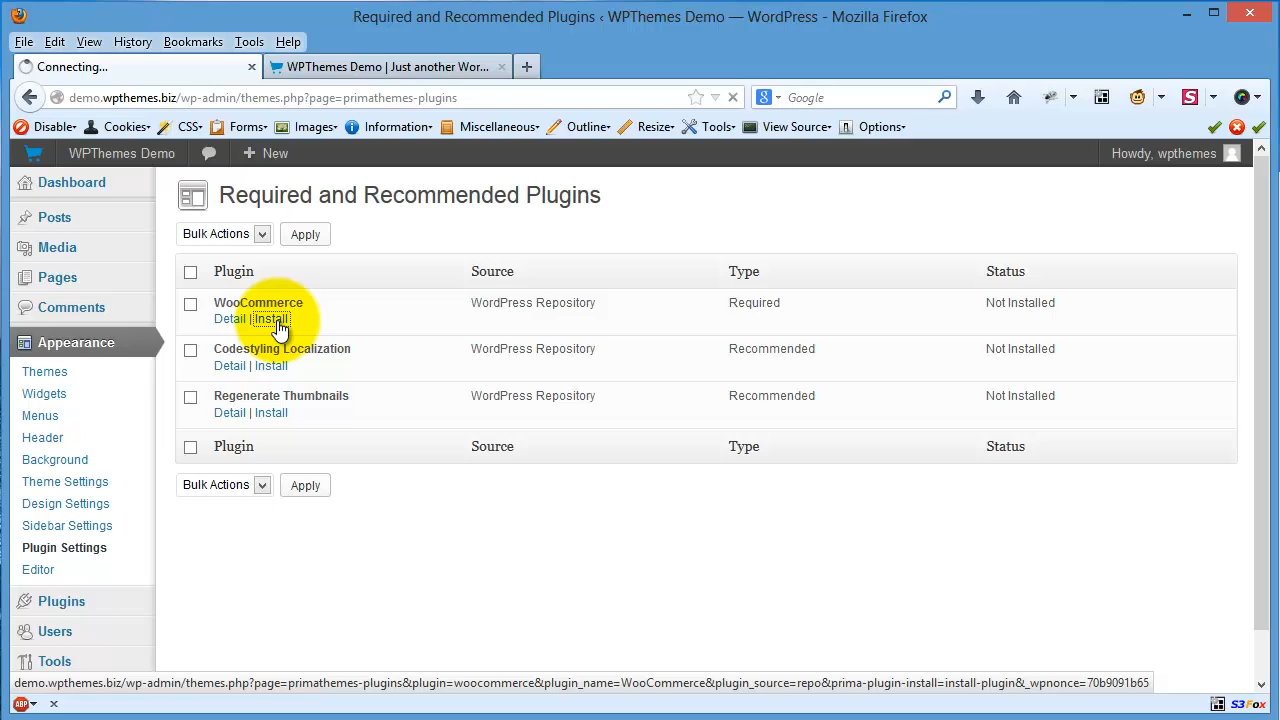 Required and Recommended Plugins ‹ WPThemes Demo — WordPress - Mozilla Firefox
File Edit View History Bookmarks Tools Help
Connecting... × WPThemes Demo | Just another Wor... × +
demo.wpthemes.biz/wp-admin/themes.php?page=primathemes-plugins Google
Disable Cookies CSS Forms Images Information Miscellaneous Outline Resize Tools View Source Options
WPThemes Demo + New Howdy, wpthemes
Dashboard
Posts
Media
Pages
Comments
Appearance
Themes
Widgets
Menus
Header
Background
Theme Settings
Design Settings
Sidebar Settings
Plugin Settings
Editor
Plugins
Users
Tools
Required and Recommended Plugins
Bulk Actions Apply
Plugin Source Type Status
WooCommerce WordPress Repository Required Not Installed
Detail | Install
Codestyling Localization WordPress Repository Recommended Not Installed
Detail | Install
Regenerate Thumbnails WordPress Repository Recommended Not Installed
Detail | Install
Plugin Source Type Status
Bulk Actions Apply
demo.wpthemes.biz/wp-admin/themes.php?page=primathemes-plugins&plugin=woocommerce&plugin_name=WooCommerce&plugin_source=repo&prima-plugin-install=install-plugin&_wpnonce=70b9091b65
ABP × S3Fox